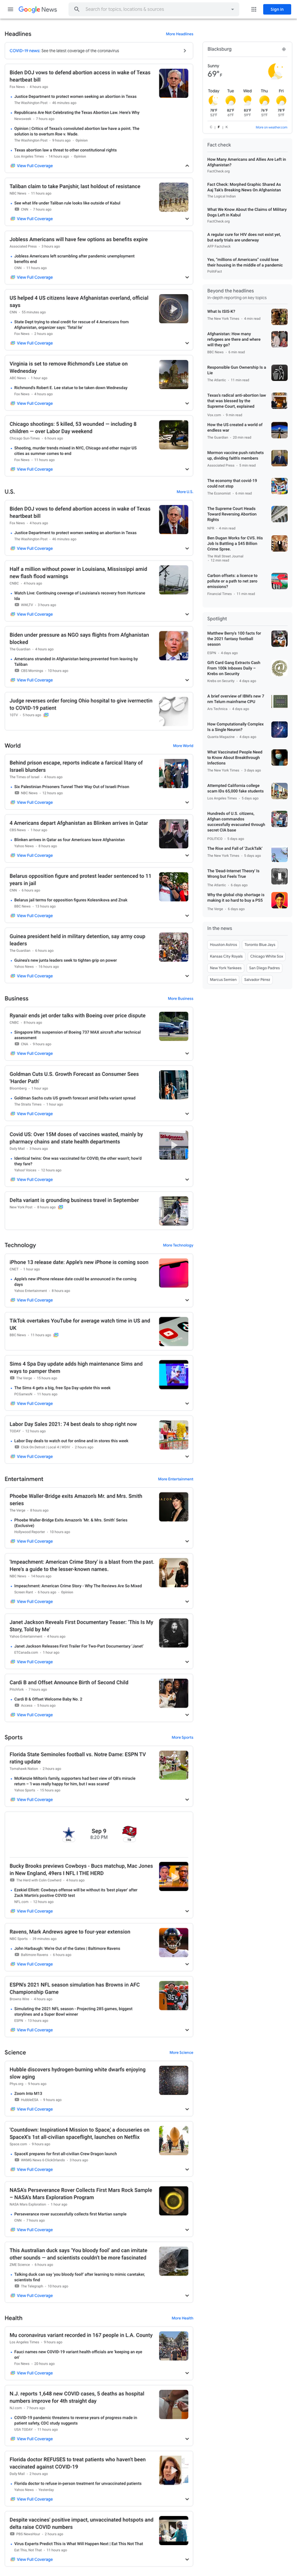 Google News
Search for topics, locations & sources
Sign in
Headlines
More Headlines
COVID-19 news: See the latest coverage of the coronavirus
Biden DOJ vows to defend abortion access in wake of Texas
heartbeat bill
Fox News · 4 hours ago
Justice Department to protect women seeking an abortion in Texas
The Washington Post · 46 minutes ago
Republicans Are Not Celebrating the Texas Abortion Law. Here's Why
Newsweek · 7 hours ago
Opinion | Critics of Texas's convoluted abortion law have a point. The
solution is to overturn Roe v. Wade.
The Washington Post · 5 hours ago · Opinion
Texas abortion law a threat to other constitutional rights
Los Angeles Times · 14 hours ago · Opinion
View Full Coverage
Taliban claim to take Panjshir, last holdout of resistance
NBC News · 11 hours ago
See what life under Taliban rule looks like outside of Kabul
CNN · 2 hours ago
View Full Coverage
Jobless Americans will have few options as benefits expire
Associated Press · 2 hours ago
Jobless Americans left scrambling after pandemic unemployment
benefits end
CNN · 11 hours ago
View Full Coverage
US helped 4 US citizens leave Afghanistan overland, official
says
CNN · 55 minutes ago
State Dept trying to steal credit for rescue of 4 Americans from
Afghanistan, organizer says: 'Total lie'
Fox News · 2 hours ago
View Full Coverage
Virginia is set to remove Richmond's Lee statue on
Wednesday
ABC News · 1 hour ago
Richmond's Robert E. Lee statue to be taken down Wednesday
Fox News · 4 hours ago
View Full Coverage
Chicago shootings: 5 killed, 53 wounded — including 8
children — over Labor Day weekend
Chicago Sun-Times · 6 hours ago
Shooting, murder trends mixed in NYC, Chicago and other major US
cities as summer comes to end
Fox News · 11 hours ago
View Full Coverage
U.S.
More U.S.
Biden DOJ vows to defend abortion access in wake of Texas
heartbeat bill
Fox News · 4 hours ago
Justice Department to protect women seeking an abortion in Texas
The Washington Post · 46 minutes ago
View Full Coverage
Half a million without power in Louisiana, Mississippi amid
new flash flood warnings
CNBC · 4 hours ago
Watch Live: Continuing coverage of Louisiana's recovery from Hurricane
Ida
View Full Coverage
Biden under pressure as NGO says flights from Afghanistan
blocked
The Guardian · 4 hours ago
Americans stranded in Afghanistan being prevented from leaving by
Taliban
CBS Mornings · 10 hours ago
View Full Coverage
Judge reverses order forcing Ohio hospital to give ivermectin
to COVID-19 patient
View Full Coverage
World
More World
Behind prison escape, reports indicate a farcical litany of
Israeli blunders
The Times of Israel · 4 hours ago
Six Palestinian Prisoners Tunnel Their Way Out of Israeli Prison
NBC News · 12 hours ago
View Full Coverage
4 Americans depart Afghanistan as Blinken arrives in Qatar
CBS News · 1 hour ago
Blinken arrives in Qatar as four Americans leave Afghanistan
Yahoo News · 8 hours ago
View Full Coverage
Belarus opposition figure and protest leader sentenced to 11
years in jail
CNN · 5 hours ago
Belarus jail terms for opposition figures Kolesnikova and Znak
BBC News · 13 hours ago
View Full Coverage
Guinea president held in military detention, say army coup
leaders
The Guardian · 6 hours ago
Guinea's new junta leaders seek to tighten grip on power
Yahoo News · 14 hours ago
View Full Coverage
Business
More Business
Ryanair ends jet order talks with Boeing over price dispute
CNBC · 8 hours ago
Singapore lifts suspension of Boeing 737 MAX aircraft after technical
assessment
CNA · 9 hours ago
View Full Coverage
Goldman Cuts U.S. Growth Forecast as Consumer Sees
'Harder Path'
Bloomberg · 1 hour ago
Goldman Sachs cuts US growth forecast amid Delta variant spread
The Straits Times · 1 hour ago
View Full Coverage
Covid US: Over 15M doses of vaccines wasted, mainly by
pharmacy chains and state health departments
Daily Mail · 3 hours ago
Identical twins: One was vaccinated for COVID, the other wasn't; how'd
they fare?
View Full Coverage
Delta variant is grounding business travel in September
New York Post · 8 hours ago
Technology
More Technology
iPhone 13 release date: Apple's new iPhone is coming soon
CNET · 1 hour ago
Apple's new iPhone release date could be announced in the coming
days
Yahoo Entertainment · 8 hours ago
View Full Coverage
TikTok overtakes YouTube for average watch time in US and
UK
BBC News · 11 hours ago
Sims 4 Spa Day update adds high maintenance Sims and
ways to pamper them
The Verge · 10 hours ago
The Sims 4 gets a big, free Spa Day update this week
PCGamesN · 11 hours ago
View Full Coverage
Labor Day Sales 2021: 74 best deals to shop right now
TODAY · 12 hours ago
Labor Day deals to watch out for online and in stores this week
View Full Coverage
Entertainment
More Entertainment
Phoebe Waller-Bridge exits Amazon's Mr. and Mrs. Smith
series
The Verge · 9 hours ago
Phoebe Waller-Bridge Exits Amazon's 'Mr. & Mrs. Smith' Series
(Exclusive)
Hollywood Reporter · 10 hours ago
View Full Coverage
'Impeachment: American Crime Story' is a blast from the past.
Here's a guide to the lesser-known names.
NBC News · 14 hours ago
Impeachment: American Crime Story - Why The Reviews Are So Mixed
Screen Rant · 6 hours ago · Opinion
View Full Coverage
Janet Jackson Reveals First Documentary Teaser: 'This Is My
Story, Told by Me'
Yahoo Entertainment · 4 hours ago
Janet Jackson Releases First Trailer For Two-Part Documentary 'Janet'
ETCanada.com · 1 hour ago
View Full Coverage
Cardi B and Offset Announce Birth of Second Child
Pitchfork · 7 hours ago
Cardi B & Offset Welcome Baby No. 2
Access · 5 hours ago
View Full Coverage
Sports
More Sports
Florida State Seminoles football vs. Notre Dame: ESPN TV
rating update
Tomahawk Nation · 2 hours ago
McKenzie Milton's family, supporters had best view of QB's miracle
return — 'I was really happy for him, but I was scared'
Yahoo Sports · 10 hours ago
View Full Coverage
Sep 9
8:20 PM
DAL
TB
Bucky Brooks previews Cowboys - Bucs matchup, Mac Jones
in New England, 49ers I NFL I THE HERD
The Herd with Colin Cowherd · 6 hours ago
Ezekiel Elliott: Cowboys offense will be without its 'best player' after
Zack Martin's positive COVID test
NFL.com · 10 hours ago
View Full Coverage
Ravens, Mark Andrews agree to four-year extension
NBC Sports · 39 minutes ago
John Harbaugh: We're Out of the Gates | Baltimore Ravens
Baltimore Ravens · 3 hours ago
View Full Coverage
ESPN's 2021 NFL season simulation has Browns in AFC
Championship Game
Browns Wire · 4 hours ago
Simulating the 2021 NFL season - Projecting 285 games, biggest
storylines and a Super Bowl winner
ESPN · 13 hours ago
View Full Coverage
Science
More Science
Hubble discovers hydrogen-burning white dwarfs enjoying
slow aging
Phys.org · 8 hours ago
Zoom Into M13
HubbleESA · 5 hours ago
View Full Coverage
'Countdown: Inspiration4 Mission to Space,' a docuseries on
SpaceX's 1st all-civilian spaceflight, launches on Netflix
Space.com · 9 hours ago
SpaceX prepares for first all-civilian Crew Dragon launch
View Full Coverage
NASA's Perseverance Rover Collects First Mars Rock Sample
– NASA's Mars Exploration Program
NASA Mars Exploration · 1 hour ago
Perseverance rover successfully collects first Martian sample
CNN · 7 hours ago
View Full Coverage
This Australian duck says 'You bloody fool' and can imitate
other sounds — and scientists couldn't be more fascinated
ABC Science · 6 hours ago
Talking duck can say 'you bloody fool!' after learning to mimic caretaker,
scientists find
The Telegraph · 10 hours ago
View Full Coverage
Health
More Health
Mu coronavirus variant recorded in 167 people in L.A. County
Los Angeles Times · 9 hours ago
Fauci names new COVID-19 variant health officials are 'keeping an eye
on'
Fox News · 20 hours ago
View Full Coverage
N.J. reports 1,648 new COVID cases, 5 deaths as hospital
numbers increase for 4th straight day
NJ.com · 7 hours ago
COVID-19 pandemic threatens to reverse years of progress made in
patient safety, CDC study suggests
USA TODAY · 11 hours ago
View Full Coverage
Florida doctor REFUSES to treat patients who haven't been
vaccinated against COVID-19
Daily Mail · 3 hours ago
Florida doctor to refuse in-person treatment for unvaccinated patients
Yahoo News · Yesterday
View Full Coverage
Despite vaccines' positive impact, unvaccinated hotspots and
delta raise COVID numbers
PBS NewsHour · 2 hours ago
Virus Experts Predict This is What Will Happen Next | Eat This Not That
Eat This, Not That · 11 hours ago
View Full Coverage
Blacksburg
Sunny
69°F
Today Tue Wed Thu Fri
More on weather.com
Fact check
How Many Americans and Allies Are Left in
Afghanistan?
FactCheck.org
Fact Check: Morphed Graphic Shared As
Aaj Tak's Breaking News On Afghanistan
The Logical Indian
What We Know About the Claims of Military
Dogs Left in Kabul
FactCheck.org
A regular cure for HIV does not exist yet,
but early trials are underway
AFP Factcheck
Yes, "millions of Americans" could lose
their housing in the middle of a pandemic
PolitiFact
Beyond the headlines
In-depth reporting on key topics
What Is ISIS-K?
The New York Times · 4 min read
Afghanistan: How many
refugees are there and where
will they go?
BBC News · 6 min read
Responsible Gun Ownership Is a
Lie
The Atlantic · 11 min read
Texas's radical anti-abortion law
that was blessed by the
Supreme Court, explained
Vox.com · 9 min read
How the US created a world of
endless war
The Guardian · 20 min read
Mormon vaccine push ratchets
up, dividing faith's members
Associated Press · 5 min read
The economy that covid-19
could not stop
The Economist · 4 min read
The Supreme Court Heads
Toward Reversing Abortion
Rights
NPR · 4 min read
Ben Dugan Works for CVS. His
Job Is Battling a $45 Billion
Crime Spree.
The Wall Street Journal
· 12 min read
Carbon offsets: a licence to
pollute or a path to net zero
emissions?
Financial Times · 11 min read
Spotlight
Matthew Berry's 100 facts for
the 2021 fantasy football
season
ESPN · 4 days ago
Gift Card Gang Extracts Cash
From 100k Inboxes Daily —
Krebs on Security
Krebs on Security · 4 days ago
A brief overview of IBM's new 7
nm Telum mainframe CPU
Ars Technica · 4 days ago
How Computationally Complex
Is a Single Neuron?
Quanta Magazine · 4 days ago
What Vaccinated People Need
to Know About Breakthrough
Infections
The New York Times · 5 days ago
Adapted California college
scam IDs 65,000 fake students
Los Angeles Times · 5 days ago
Hundreds of U.S. citizens,
Afghan commandos
successfully evacuated through
secret CIA base
POLITICO · 5 days ago
The Rise and Fall of 'ZuckTalk'
The New York Times · 5 days ago
The 'Dead-Internet Theory' Is
Wrong but Feels True
The Atlantic · 6 days ago
Why the global chip shortage is
making it so hard to buy a PS5
The Verge · 6 days ago
In the news
Houston Astros
Toronto Blue Jays
Kansas City Royals
Chicago White Sox
New York Yankees
San Diego Padres
Marcus Semien
Salvador Pérez